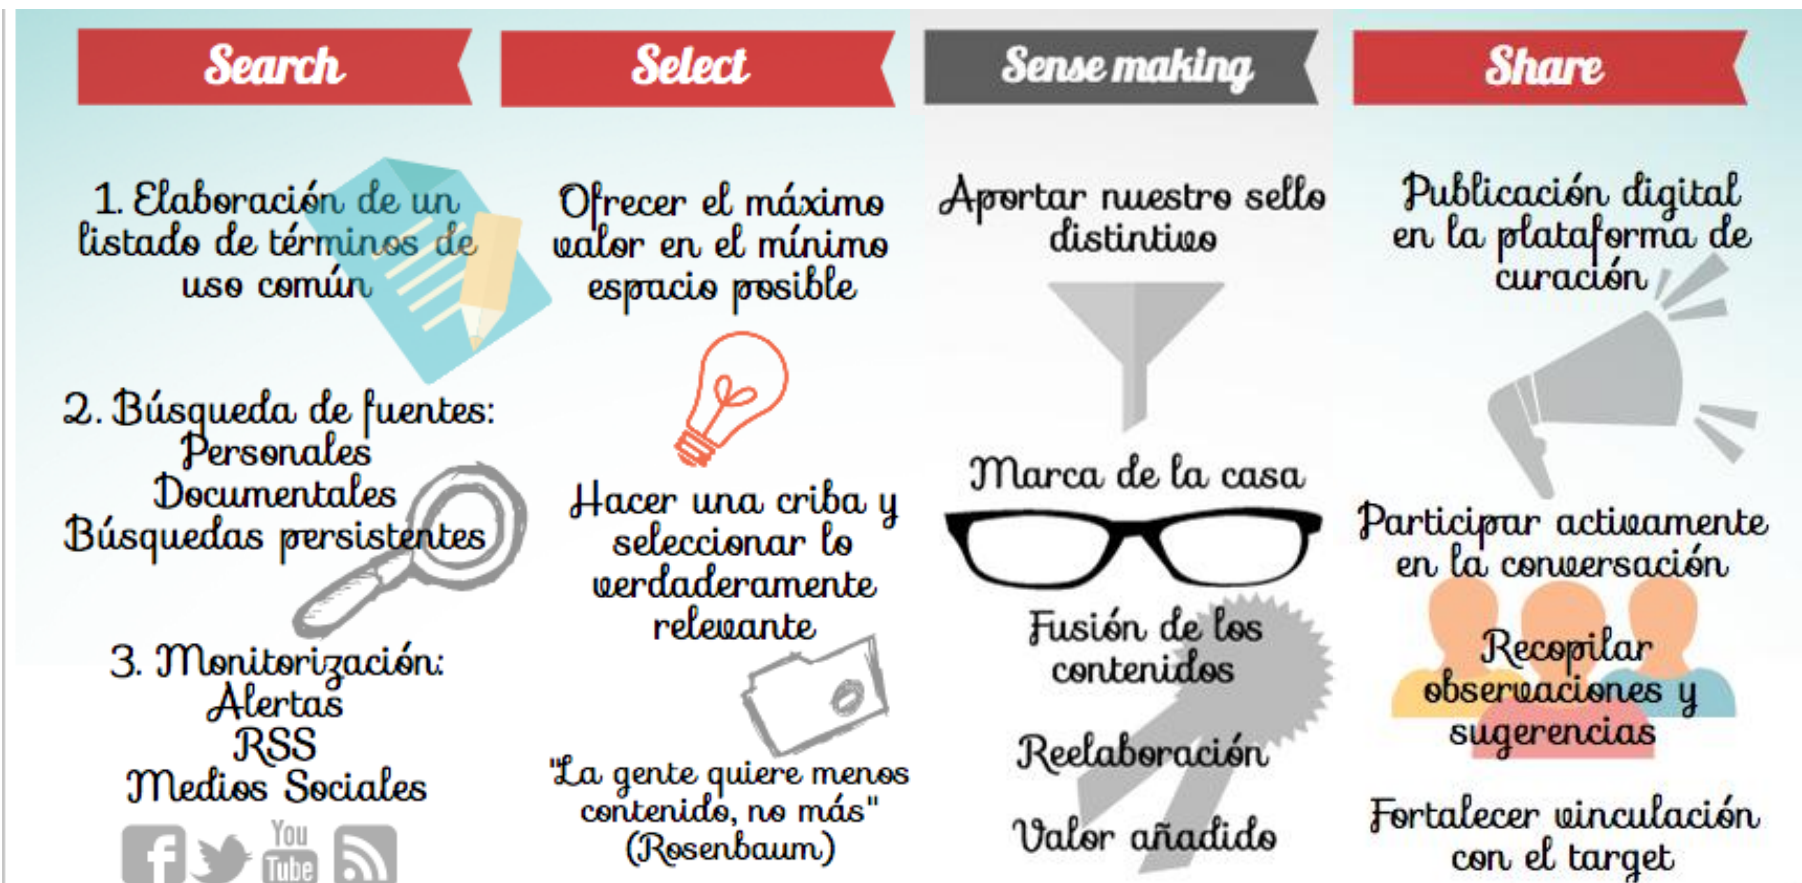 Search
1. Elaboración de un
listado de términos de
uso común
2. Búsqueda de fuentes:
Personales
Documentales
Búsquedas persistentes
3. Monitorización:
Alertas
RSS
Medios Sociales
f
You
Tube
Select
Ofrecer el máximo
valor en el mínimo
espacio posible
Hacer una criba y
seleccionar lo
verdaderamente
relevante
"La gente quiere menos
contenido, no más"
(Rosenbaum)
Sense making
Aportar nuestro sello
distintivo
Marca de la casa
Fusión de los
contenidos
Reelaboración
Valor añadido
Share
Publicación digital
en la plataforma de
curación
Participar activamente
en la conversación
Recopilar
observaciones y
sugerencias
Fortalecer vinculación
con el target